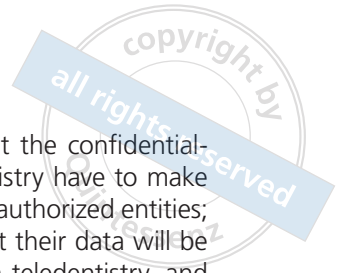 copyright by
all rights reserved
Quintessenz
t the confidential-
istry have to make
authorized entities;
t their data will be
teledentistry, and